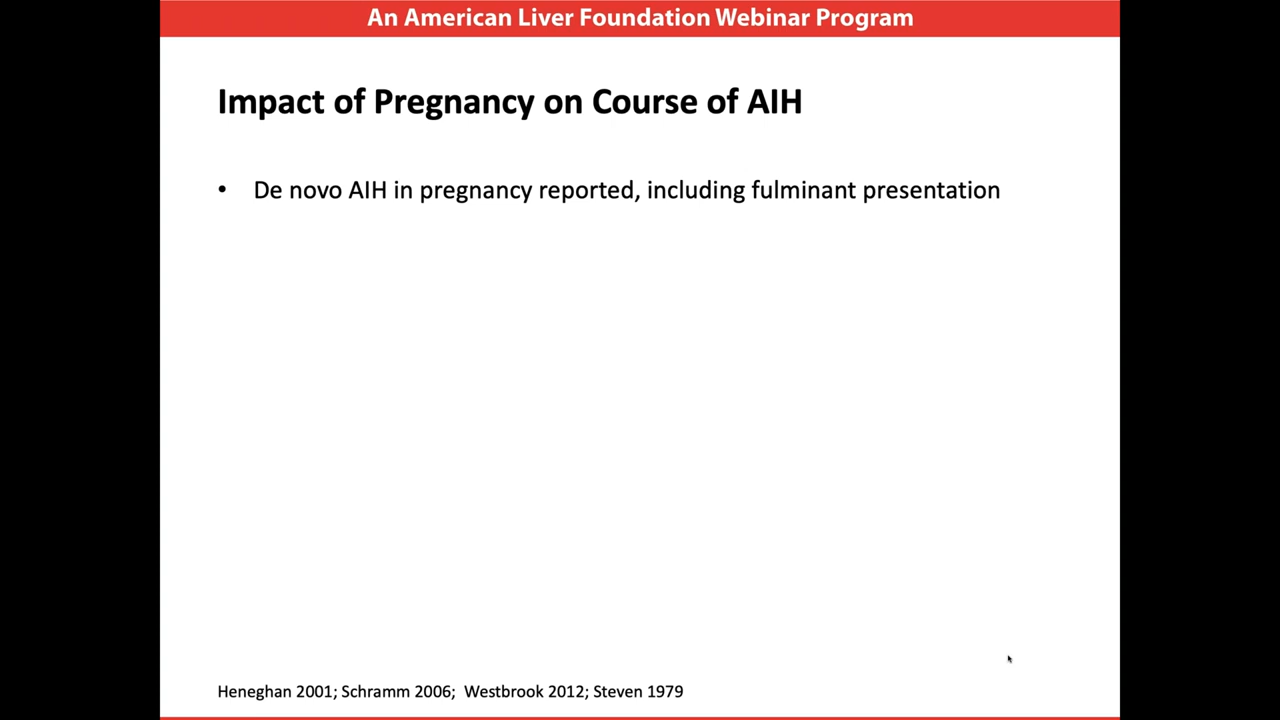 An American Liver Foundation Webinar Program
Impact of Pregnancy on Course of AIH
• De novo AIH in pregnancy reported, including fulminant presentation
Heneghan 2001; Schramm 2006;  Westbrook 2012; Steven 1979